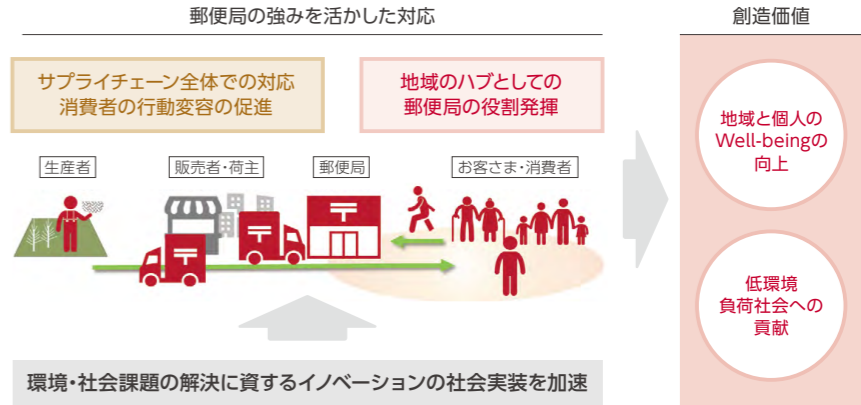 郵便局の強みを活かした対応
サプライチェーン全体での対応
消費者の行動変容の促進
地域のハブとしての
郵便局の役割発揮
生産者
販売者・荷主
郵便局
お客さま・消費者
環境・社会課題の解決に資するイノベーションの社会実装を加速
創造価値
地域と個人の
Well-beingの
向上
低環境
負荷社会への
貢献